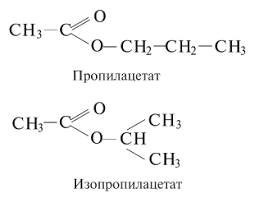 O
CH₃—C
O—CH₂—CH₂—CH₃
Пропилацетат
O
CH₃
CH₃—C
O—CH
CH₃
Изопропилацетат